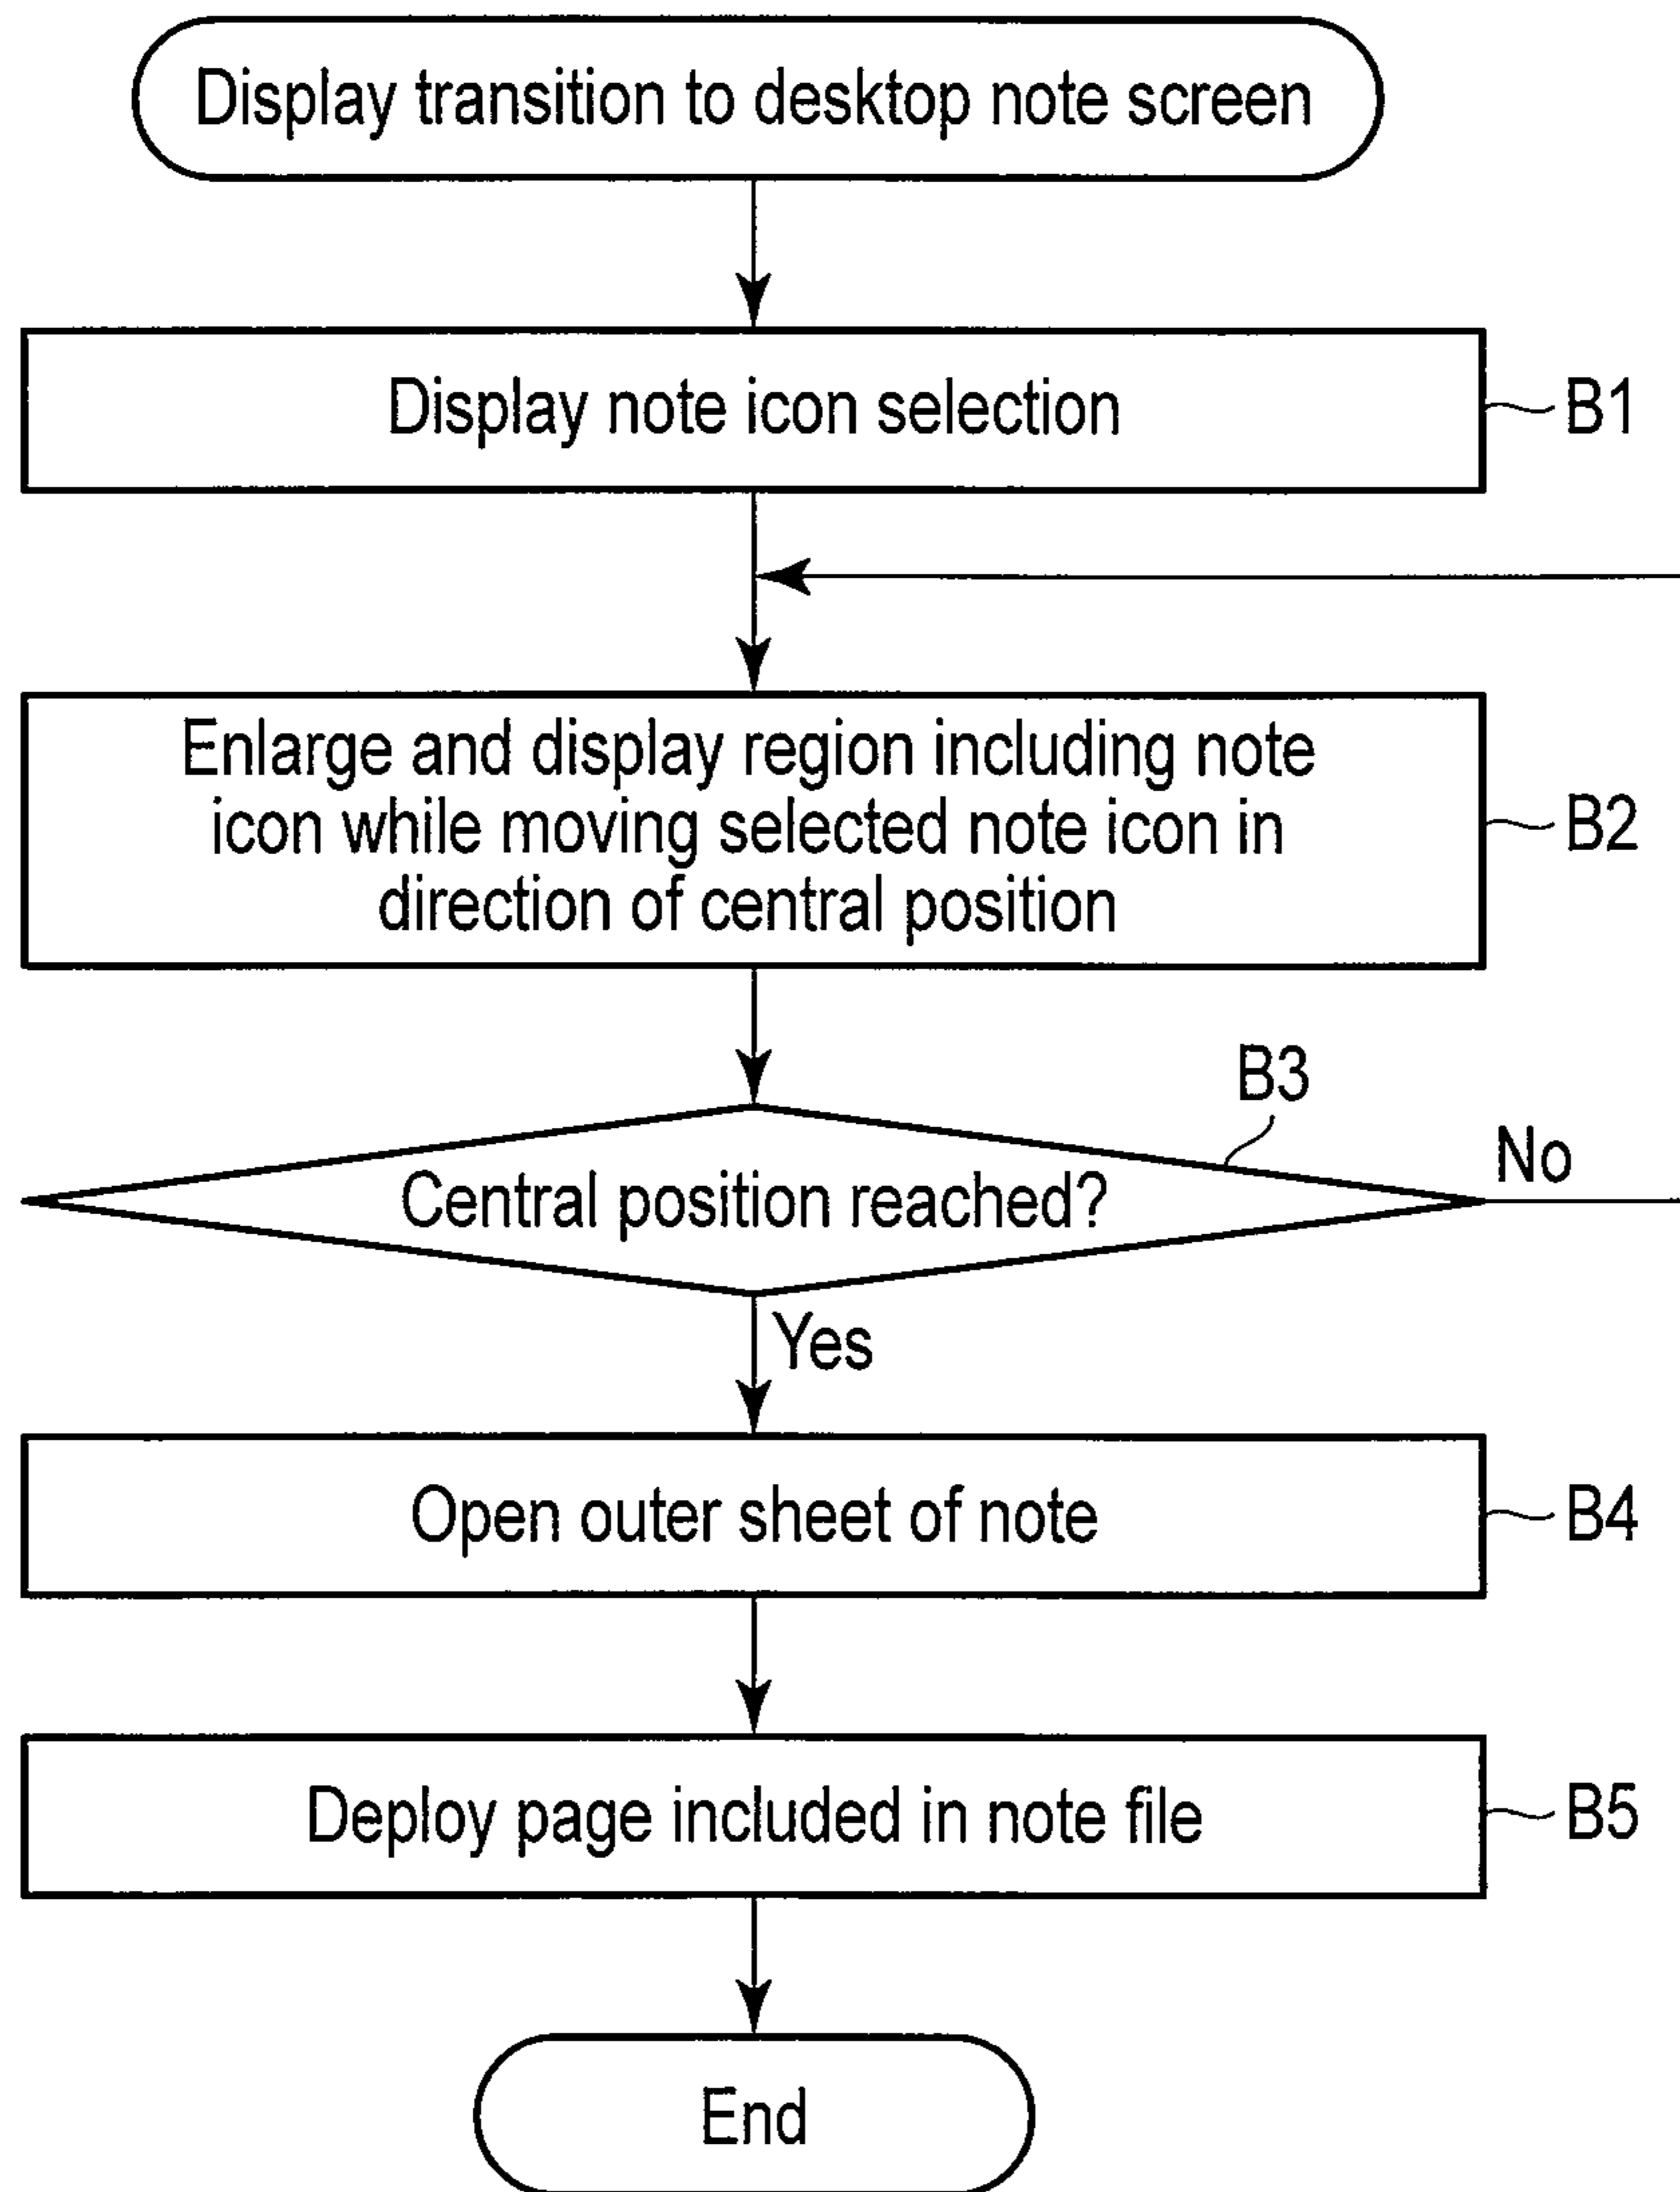 Display transition to desktop note screen
Display note icon selection
B1
Enlarge and display region including note
icon while moving selected note icon in
direction of central position
B2
B3
Central position reached?
No
Yes
Open outer sheet of note
B4
Deploy page included in note file
B5
End